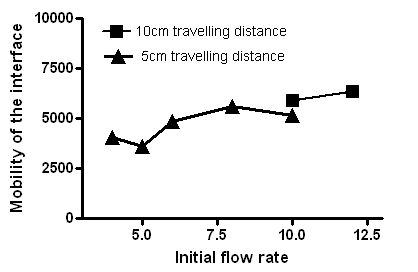 10000
10cm travelling distance
5cm travelling distance
7500
5000
2500
0
Mobility of the interface
5.0 7.5 10.0 12.5
Initial flow rate